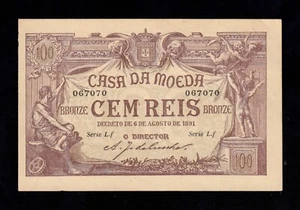 100
CASA DA MOEDA
067070 067070
BRONZE CEM REIS BRONZE
DECRETO DE 6 DE AGOSTO DE 1891
Serie L.f Serie L.f
O DIRECTOR
100